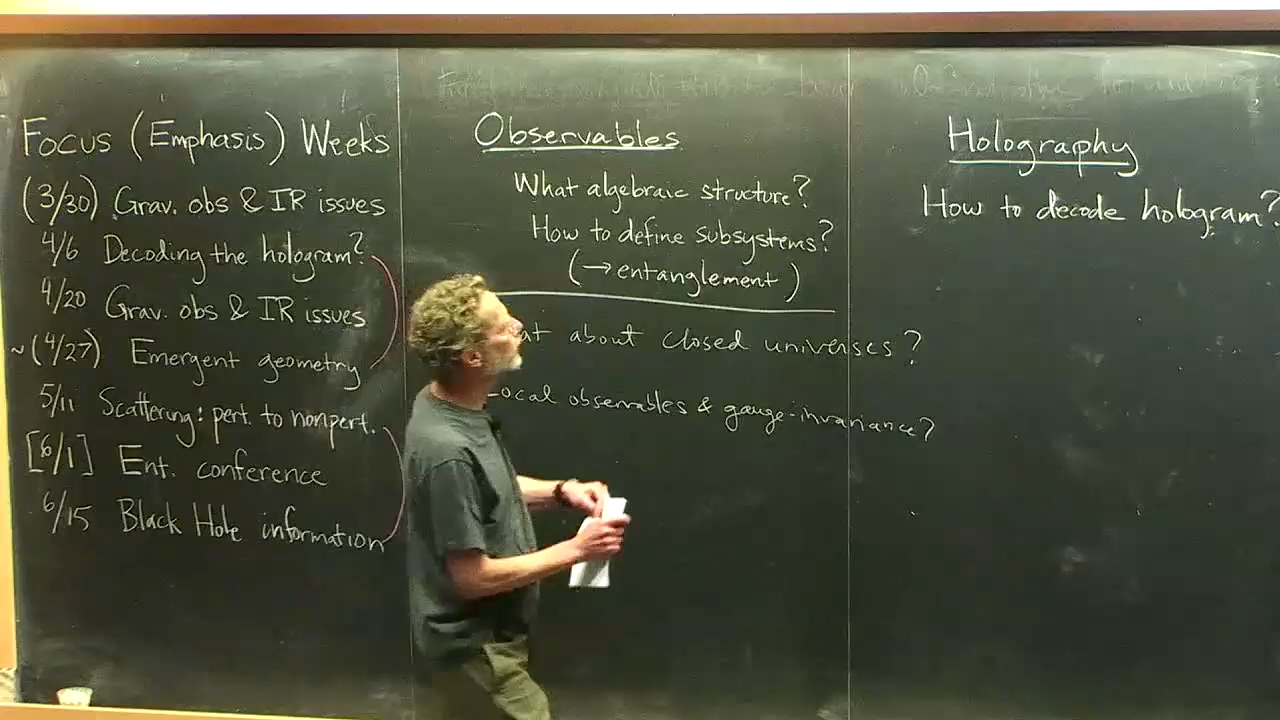 Focus (Emphasis) Weeks
(3/30) Grav. obs & IR issues
4/6 Decoding the hologram?
4/20 Grav. obs & IR issues
~(4/27) Emergent geometry
5/11 Scattering: pert. to nonpert.
[6/1] Ent. conference
6/15 Black Hole information
Observables
What algebraic structure?
How to define subsystems?
(→ entanglement)
about closed universes?
Local observables & gauge-invariance?
Holography
How to decode hologram?